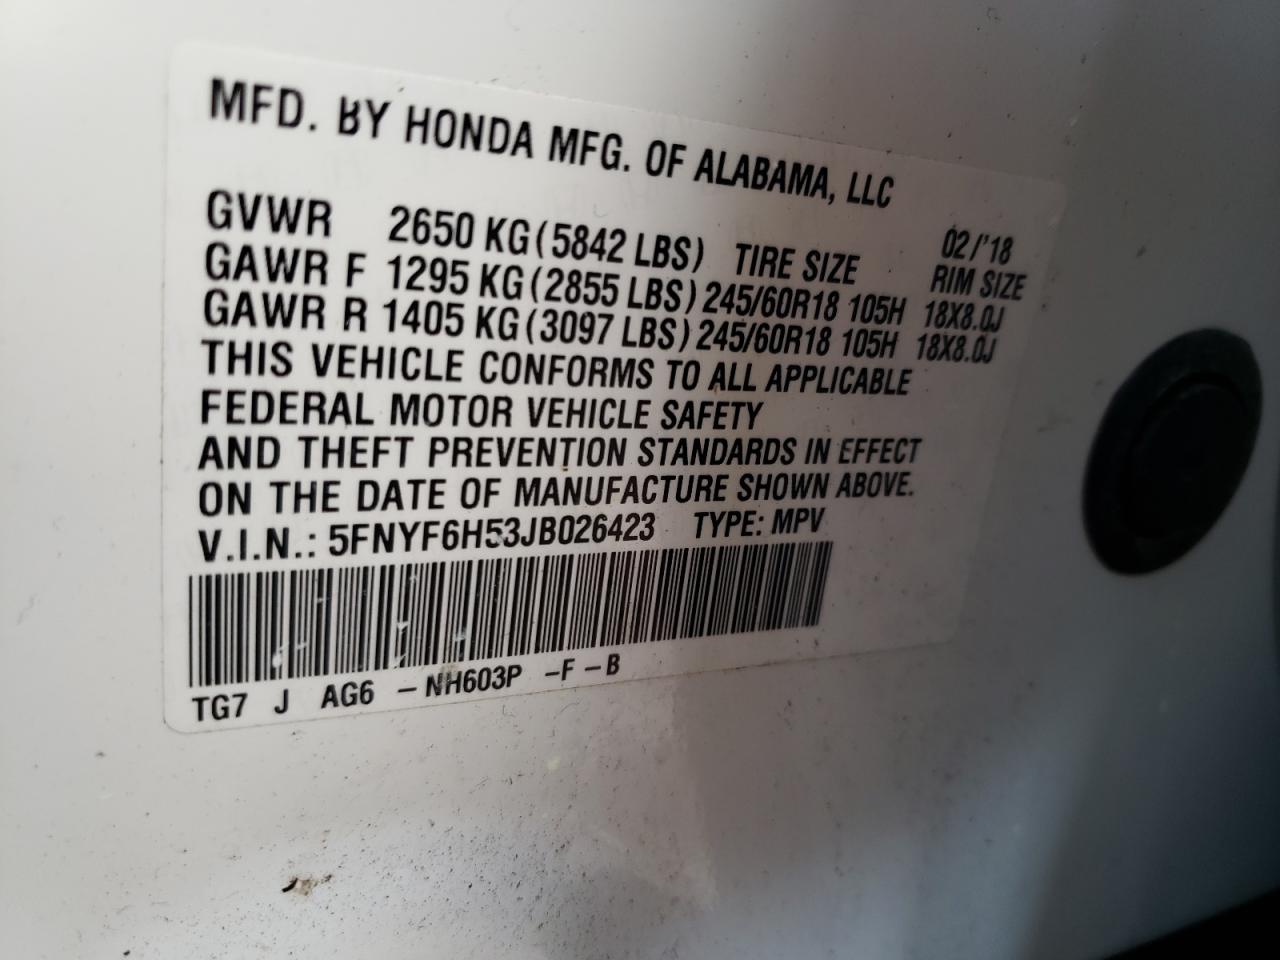 MFD. BY HONDA MFG. OF ALABAMA, LLC
02/'18
GVWR 2650 KG (5842 LBS) TIRE SIZE RIM SIZE
GAWR F 1295 KG (2855 LBS) 245/60R18 105H 18X8.0J
GAWR R 1405 KG (3097 LBS) 245/60R18 105H 18X8.0J
THIS VEHICLE CONFORMS TO ALL APPLICABLE
FEDERAL MOTOR VEHICLE SAFETY
AND THEFT PREVENTION STANDARDS IN EFFECT
ON THE DATE OF MANUFACTURE SHOWN ABOVE.
V.I.N.: 5FNYF6H53JB026423 TYPE: MPV
TG7 J AG6 – NH603P –F – B